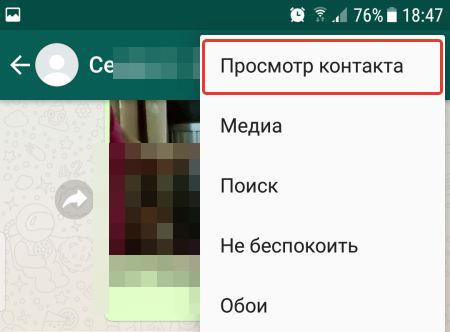 76% 18:47
Се
Просмотр контакта
Медиа
Поиск
Не беспокоить
Обои